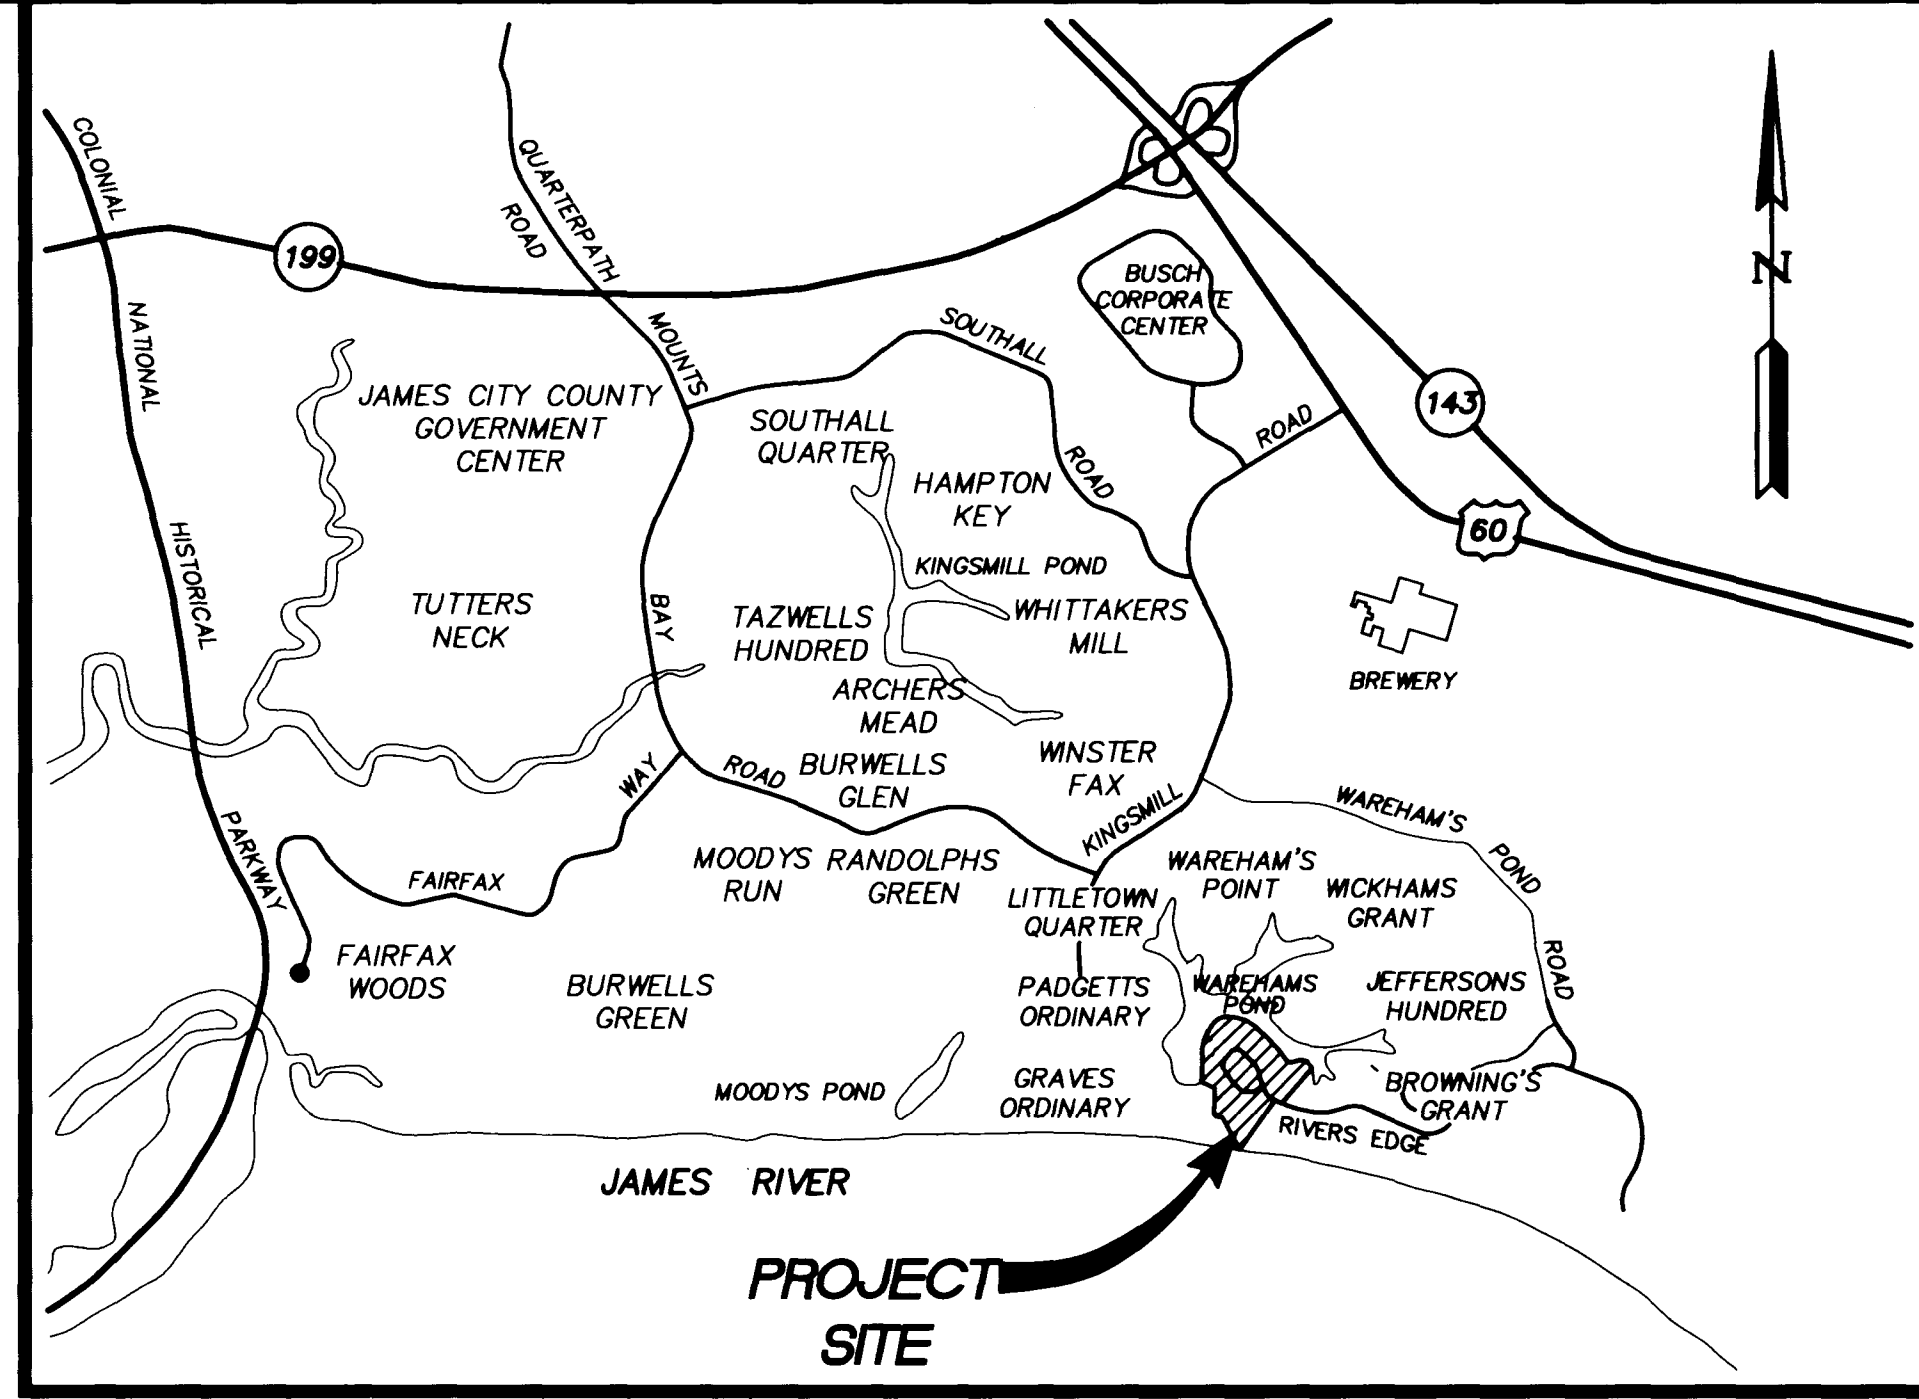 COLONIAL
NATIONAL
HISTORICAL
PARKWAY
199
QUARTERPATH
ROAD
MOUNTS
BAY
ROAD
SOUTHALL
ROAD
BUSCH
CORPORATE
CENTER
ROAD
KINGSMILL
143
60
N
JAMES CITY COUNTY
GOVERNMENT
CENTER
SOUTHALL
QUARTER
HAMPTON
KEY
KINGSMILL POND
TUTTERS
NECK
TAZWELLS
HUNDRED
WHITTAKERS
MILL
BREWERY
ARCHERS
MEAD
WINSTER
FAX
BURWELLS
GLEN
WAY
FAIRFAX
WAREHAM'S
POND
ROAD
MOODYS
RUN
RANDOLPHS
GREEN
LITTLETOWN
QUARTER
WAREHAM'S
POINT
WICKHAMS
GRANT
FAIRFAX
WOODS
BURWELLS
GREEN
PADGETTS
ORDINARY
WAREHAMS
POND
JEFFERSONS
HUNDRED
MOODYS POND
GRAVES
ORDINARY
BROWNING'S
GRANT
RIVERS EDGE
JAMES RIVER
PROJECT
SITE